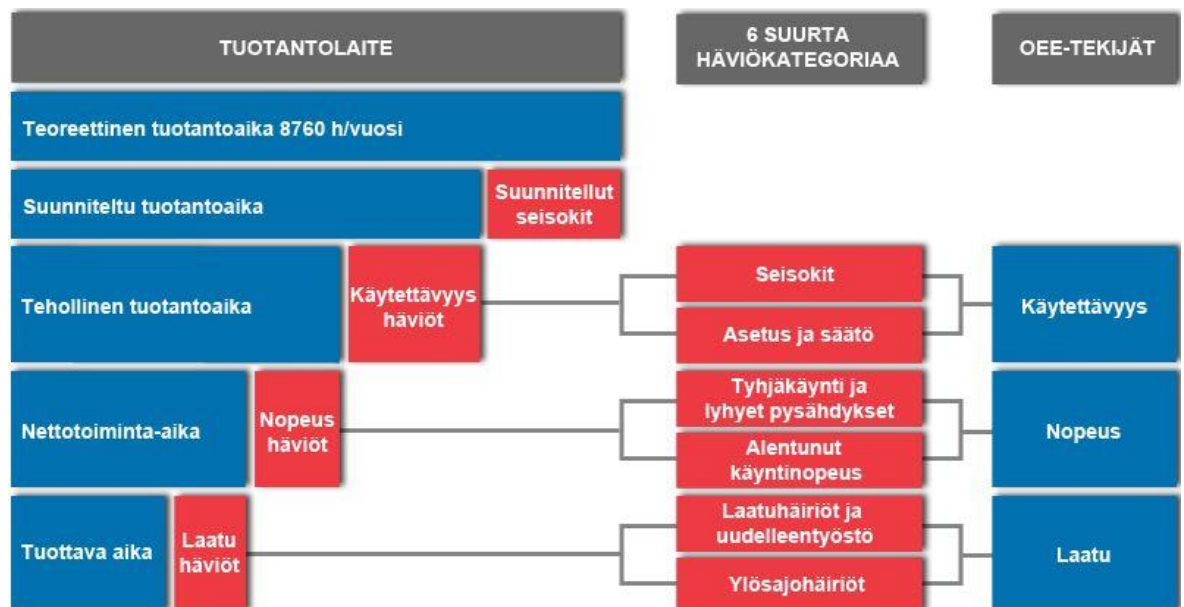 TUOTANTOLAITE
6 SUURTA
HÄVIÖKATEGORIAA
OEE-TEKIJÄT
Teoreettinen tuotantoaika 8760 h/vuosi
Suunniteltu tuotantoaika
Suunnitellut
seisokit
Tehollinen tuotantoaika
Käytettävyys
häviöt
Seisokit
Asetus ja säätö
Käytettävyys
Nettotoiminta-aika
Nopeus
häviöt
Tyhjäkäynti ja
lyhyet pysähdykset
Alentunut
käyntinopeus
Nopeus
Tuottava aika
Laatu
häviöt
Laatuhäiriöt ja
uudelleentyöstö
Ylösajohäiriöt
Laatu